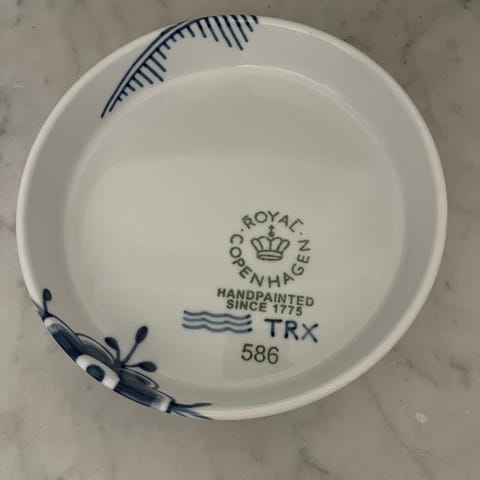 ROYAL
COPENHAGEN
HANDPAINTED
SINCE 1775
TRX
586